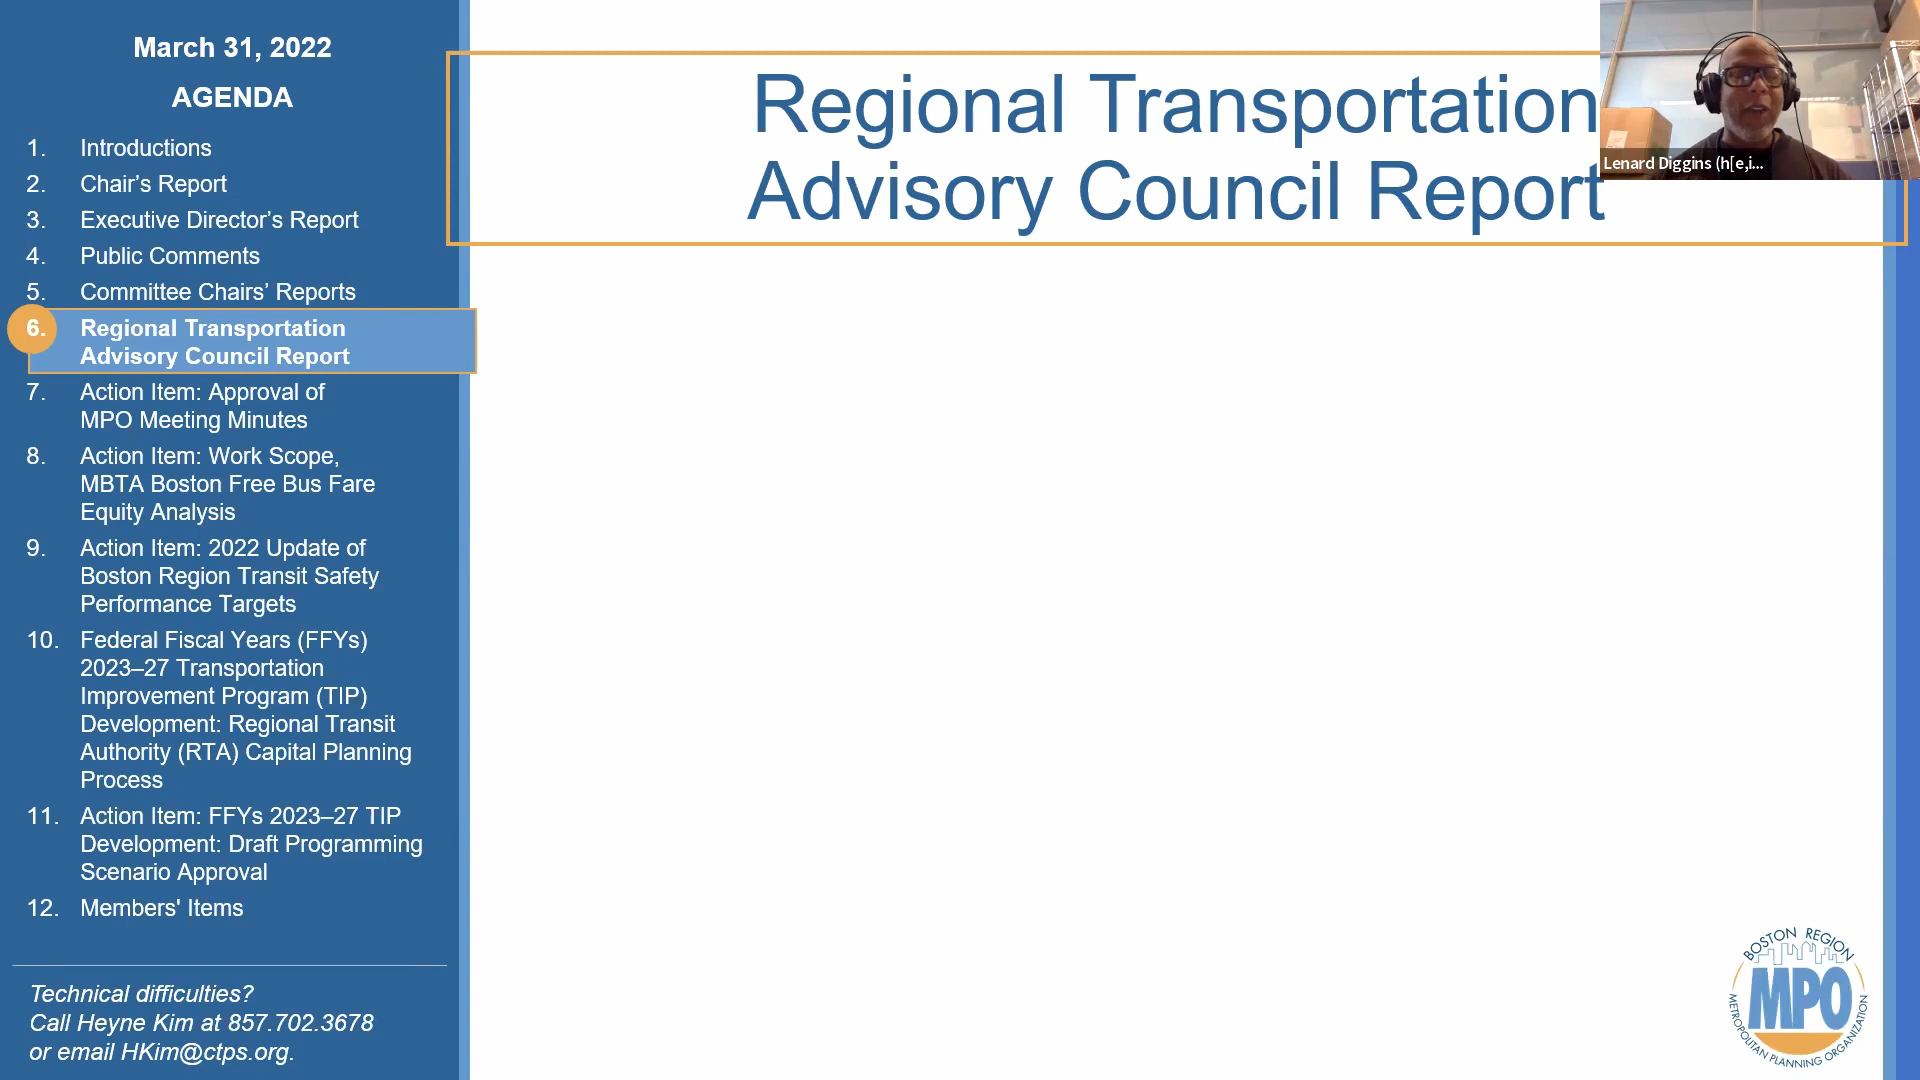 March 31, 2022
AGENDA
1. Introductions
2. Chair’s Report
3. Executive Director’s Report
4. Public Comments
5. Committee Chairs’ Reports
6. Regional Transportation
Advisory Council Report
7. Action Item: Approval of
MPO Meeting Minutes
8. Action Item: Work Scope,
MBTA Boston Free Bus Fare
Equity Analysis
9. Action Item: 2022 Update of
Boston Region Transit Safety
Performance Targets
10. Federal Fiscal Years (FFYs)
2023–27 Transportation
Improvement Program (TIP)
Development: Regional Transit
Authority (RTA) Capital Planning
Process
11. Action Item: FFYs 2023–27 TIP
Development: Draft Programming
Scenario Approval
12. Members' Items
Technical difficulties?
Call Heyne Kim at 857.702.3678
or email HKim@ctps.org.
Regional Transportation
Advisory Council Report
Lenard Diggins (h[e,i...
BOSTON REGION
MPO
METROPOLITAN PLANNING ORGANIZATION